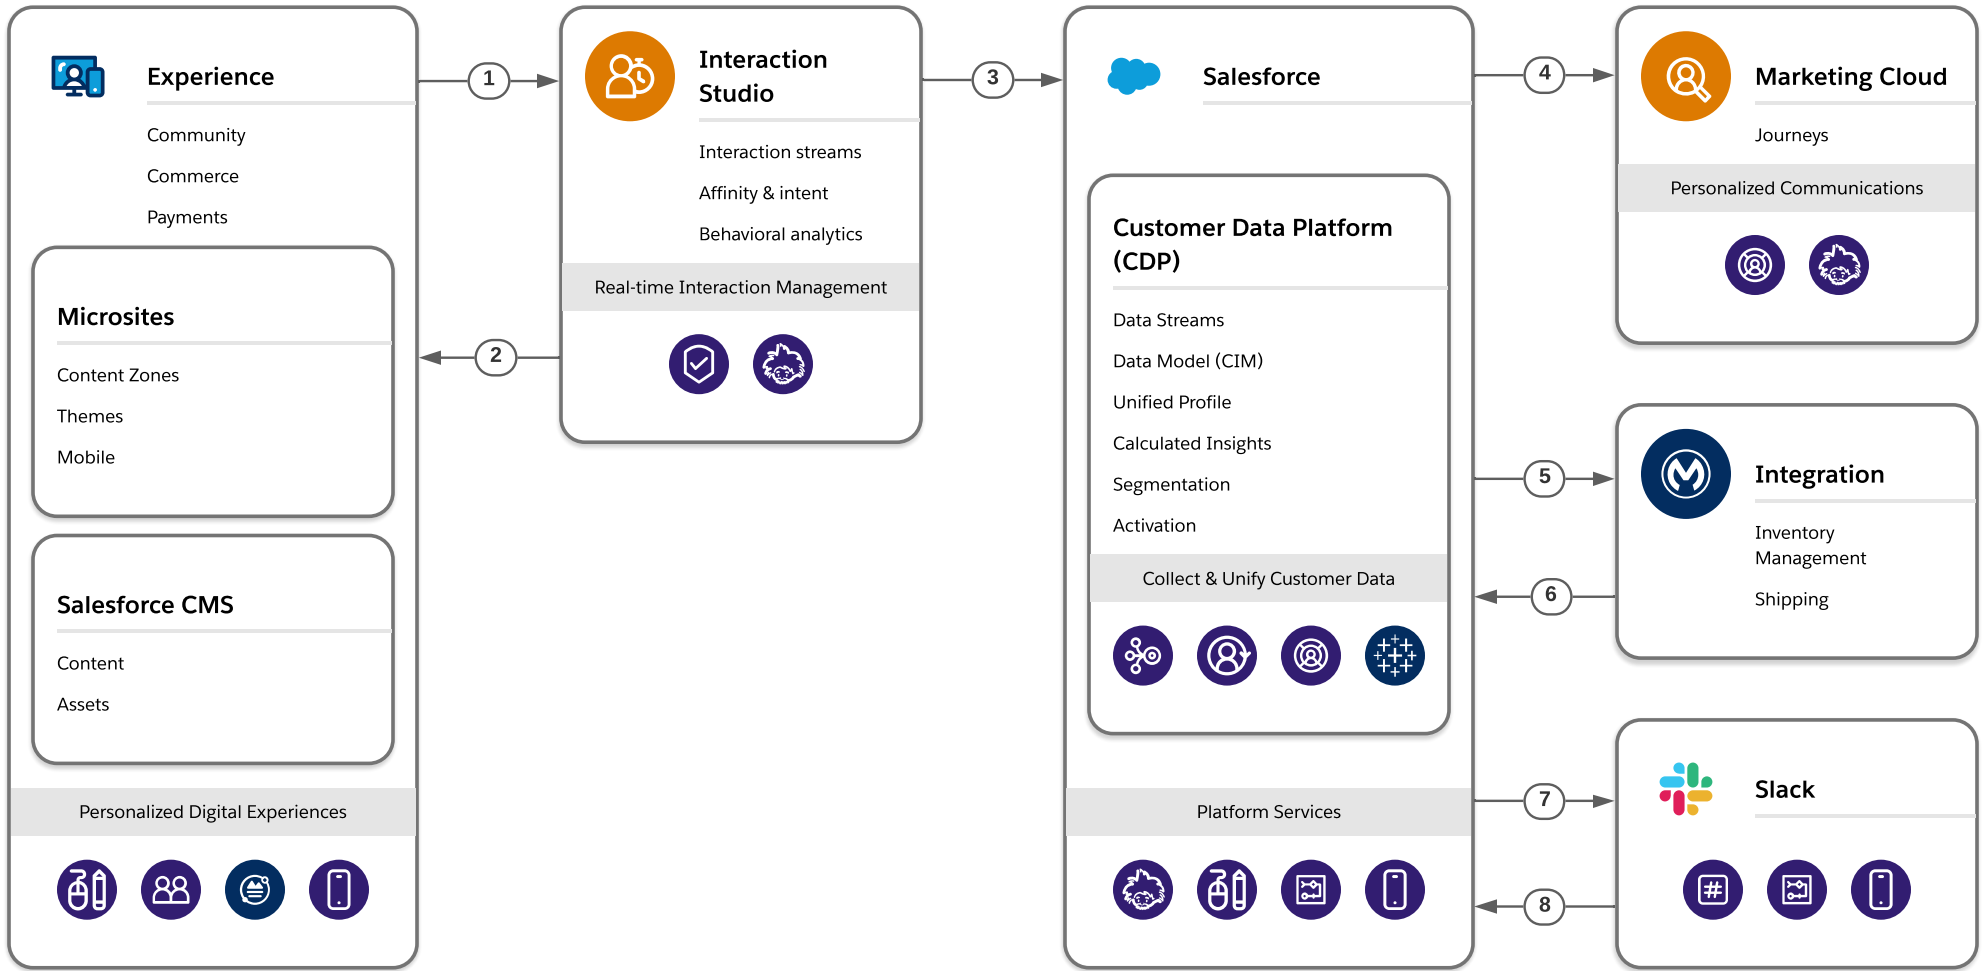 Experience
Community
Commerce
Payments
Microsites
Content Zones
Themes
Mobile
Salesforce CMS
Content
Assets
Personalized Digital Experiences
1
2
Interaction
Studio
Interaction streams
Affinity & intent
Behavioral analytics
Real-time Interaction Management
3
Salesforce
Customer Data Platform
(CDP)
Data Streams
Data Model (CIM)
Unified Profile
Calculated Insights
Segmentation
Activation
Collect & Unify Customer Data
Platform Services
4
5
6
7
8
Marketing Cloud
Journeys
Personalized Communications
Integration
Inventory
Management
Shipping
Slack
#